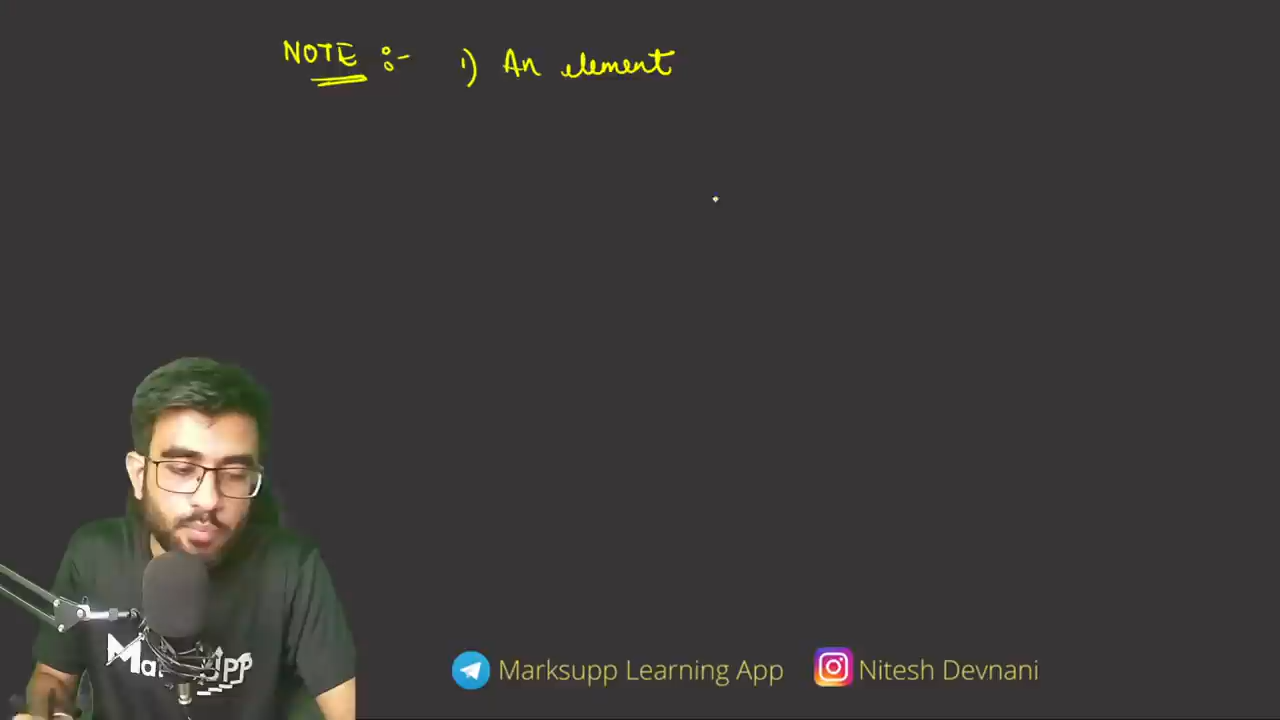 NOTE :- 1) An element
Marksupp Learning App Nitesh Devnani